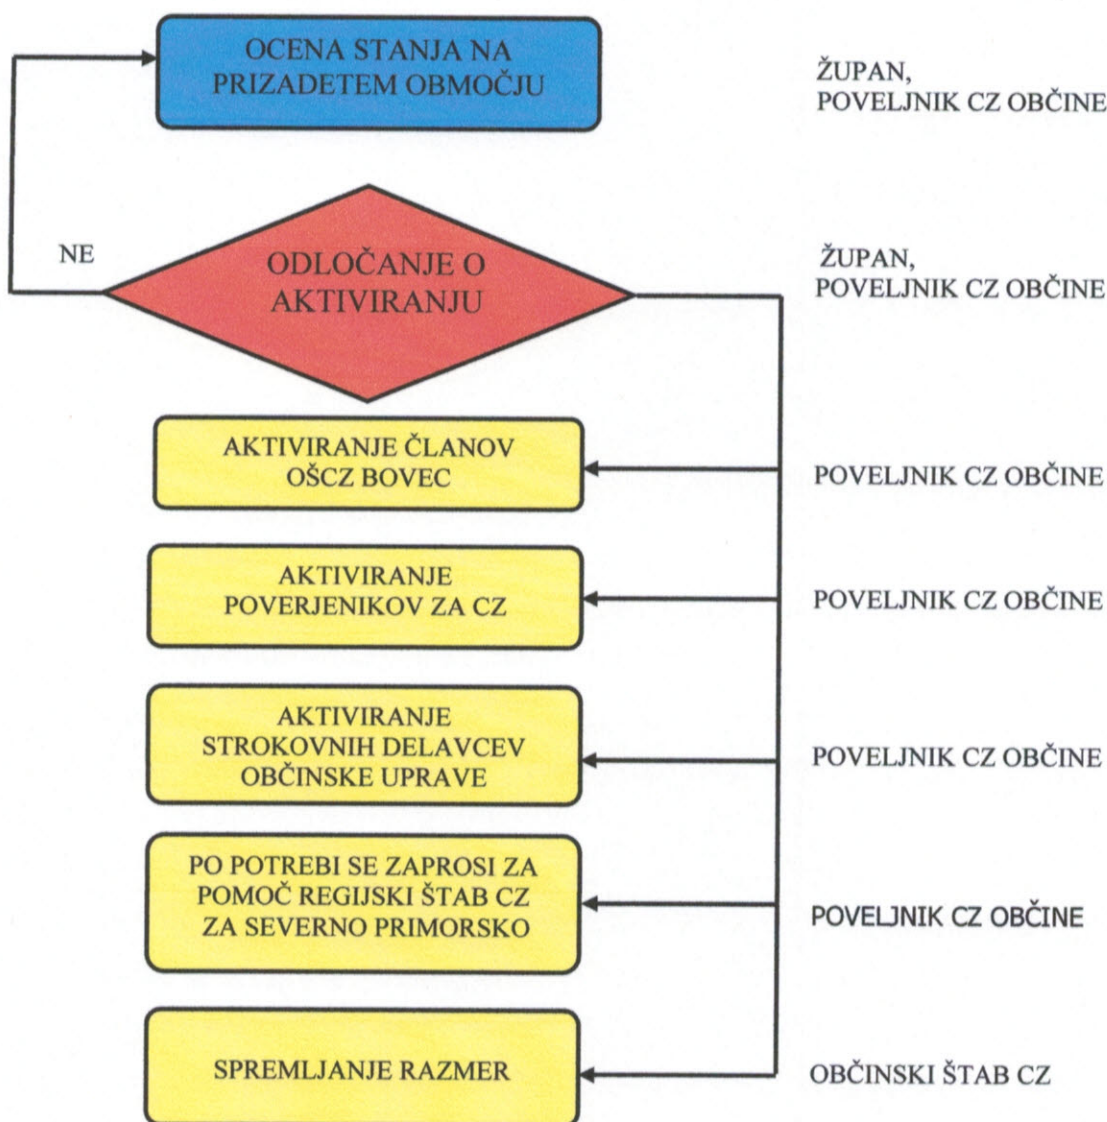 OCENA STANJA NA
PRIZADETEM OBMOČJU
ŽUPAN,
POVELJNIK CZ OBČINE
NE
ODLOČANJE O
AKTIVIRANJU
ŽUPAN,
POVELJNIK CZ OBČINE
AKTIVIRANJE ČLANOV
OŠCZ BOVEC
POVELJNIK CZ OBČINE
AKTIVIRANJE
POVERJENIKOV ZA CZ
POVELJNIK CZ OBČINE
AKTIVIRANJE
STROKOVNIH DELAVCEV
OBČINSKE UPRAVE
POVELJNIK CZ OBČINE
PO POTREBI SE ZAPROSI ZA
POMOČ REGIJSKI ŠTAB CZ
ZA SEVERNO PRIMORSKO
POVELJNIK CZ OBČINE
SPREMLJANJE RAZMER
OBČINSKI ŠTAB CZ